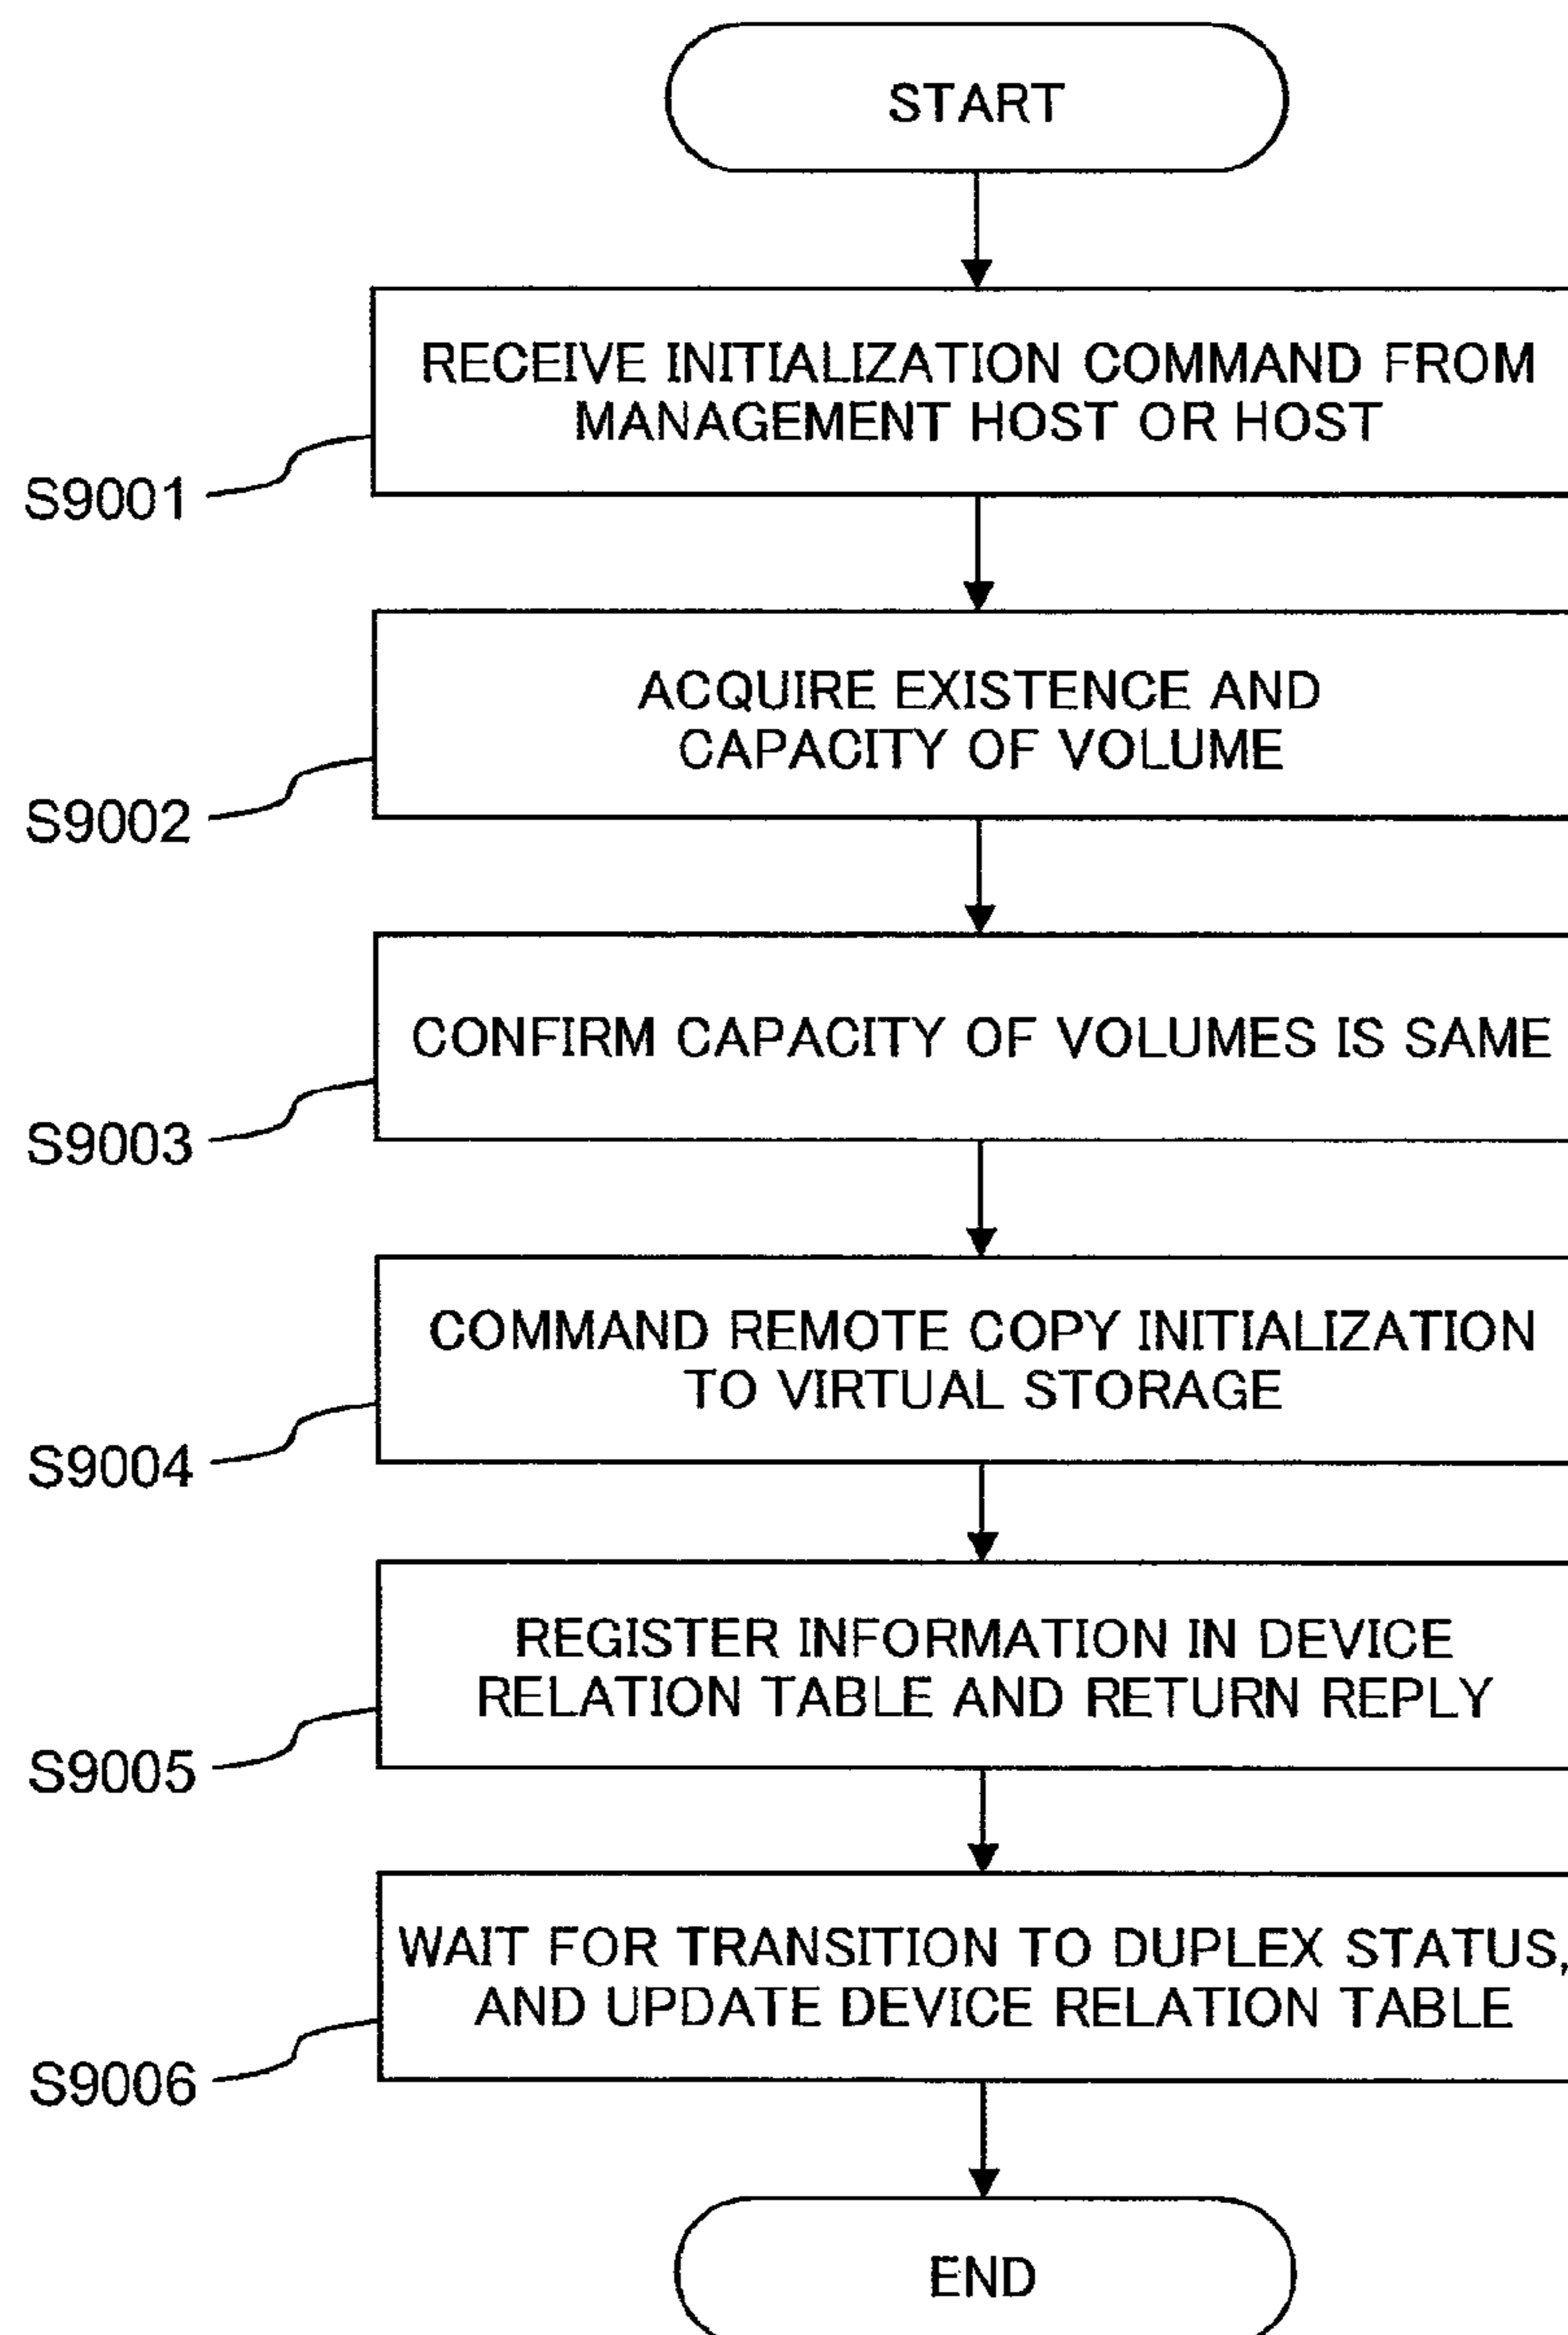 START
RECEIVE INITIALIZATION COMMAND FROM
MANAGEMENT HOST OR HOST
S9001
ACQUIRE EXISTENCE AND
CAPACITY OF VOLUME
S9002
CONFIRM CAPACITY OF VOLUMES IS SAME
S9003
COMMAND REMOTE COPY INITIALIZATION
TO VIRTUAL STORAGE
S9004
REGISTER INFORMATION IN DEVICE
RELATION TABLE AND RETURN REPLY
S9005
WAIT FOR TRANSITION TO DUPLEX STATUS,
AND UPDATE DEVICE RELATION TABLE
S9006
END